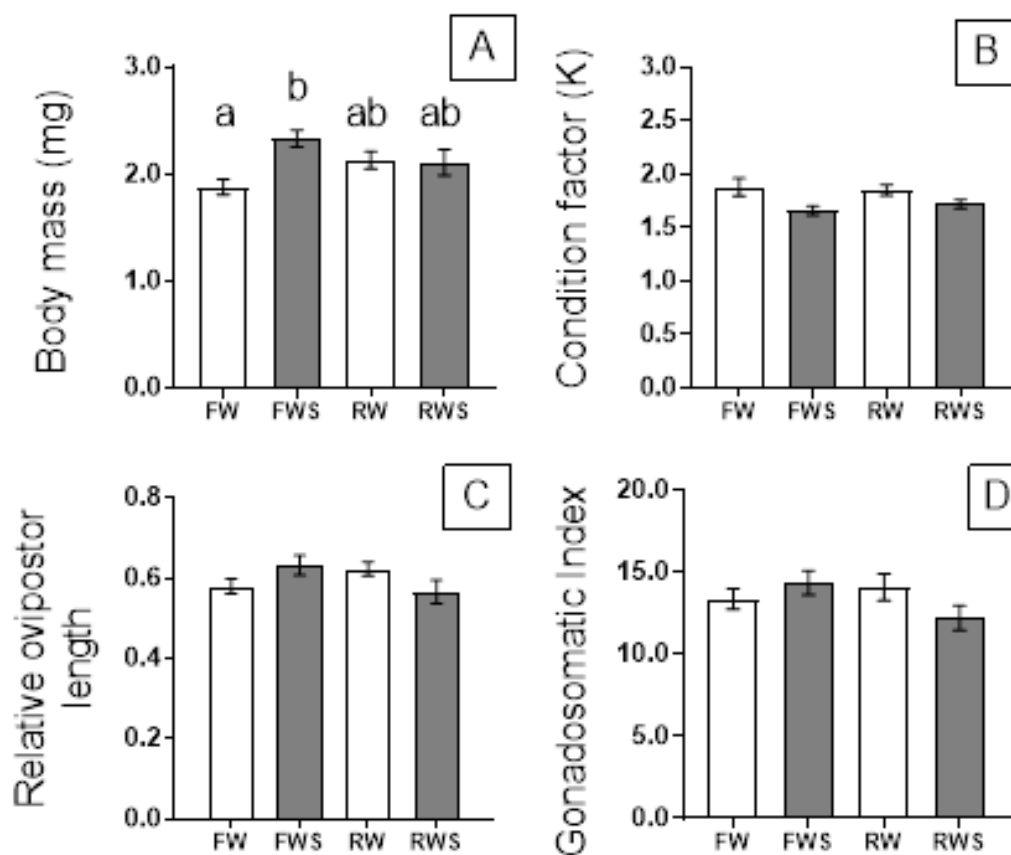 A
Body mass (mg)
3.0
2.0
1.0
0.0
a
b
ab
ab
FW
FWS
RW
RWS
B
Condition factor (K)
3.0
2.5
2.0
1.5
1.0
0.5
0.0
FW
FWS
RW
RWS
C
Relative ovipostor
length
0.8
0.6
0.4
0.2
0.0
FW
FWS
RW
RWS
D
Gonadosomatic Index
20.0
15.0
10.0
5.0
0.0
FW
FWS
RW
RWS